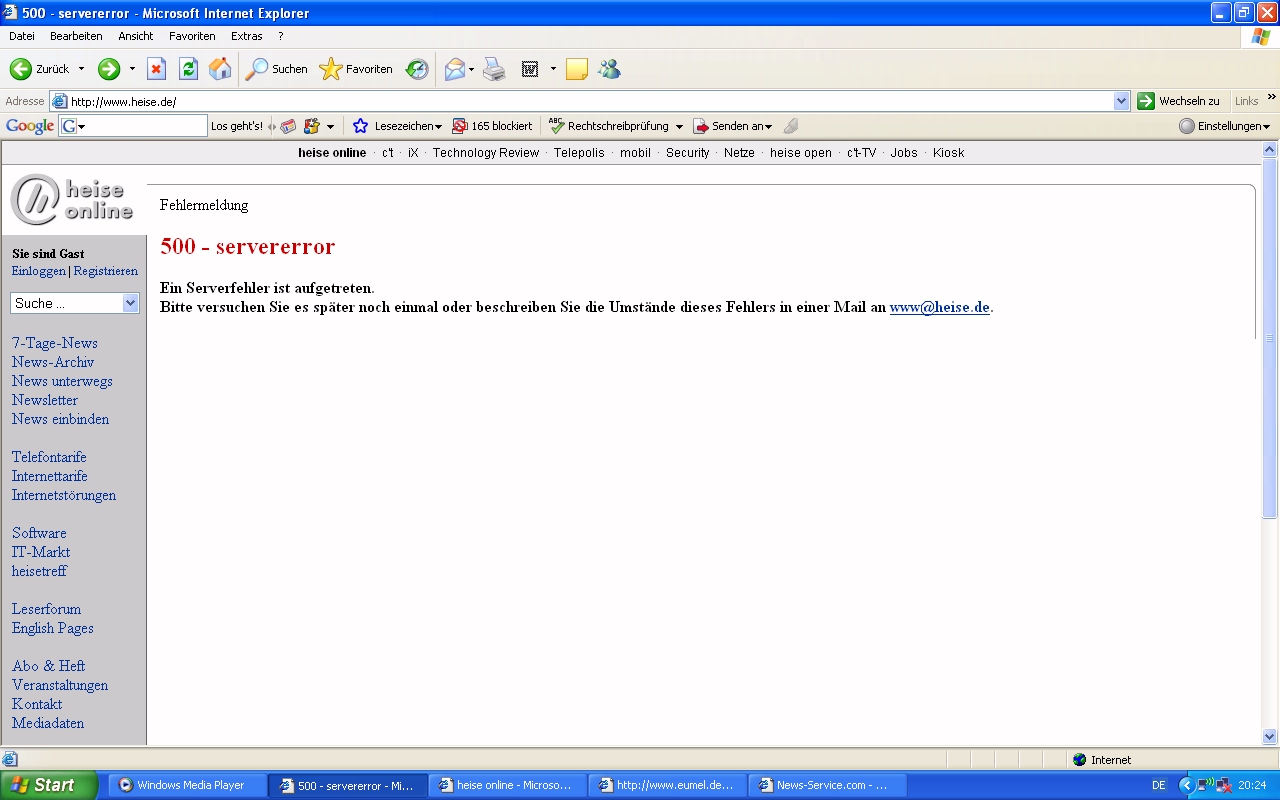 500 - servererror - Microsoft Internet Explorer
Datei Bearbeiten Ansicht Favoriten Extras ?
Zurück Suchen Favoriten W
Adresse http://www.heise.de/ Wechseln zu Links »
Google G Los geht's! Lesezeichen 165 blockiert ABC Rechtschreibprüfung Senden an Einstellungen
heise online · c't · iX · Technology Review · Telepolis · mobil · Security · Netze · heise open · c't-TV · Jobs · Kiosk
heise
online
Fehlermeldung
500 - servererror
Ein Serverfehler ist aufgetreten.
Bitte versuchen Sie es später noch einmal oder beschreiben Sie die Umstände dieses Fehlers in einer Mail an www@heise.de.
Sie sind Gast
Einloggen | Registrieren
Suche ...
7-Tage-News
News-Archiv
News unterwegs
Newsletter
News einbinden
Telefontarife
Internettarife
Internetstörungen
Software
IT-Markt
heisetreff
Leserforum
English Pages
Abo & Heft
Veranstaltungen
Kontakt
Mediadaten
Internet
Start Windows Media Player 500 - servererror - Mi... heise online - Microso... http://www.eumel.de... News-Service.com - ... DE 20:24